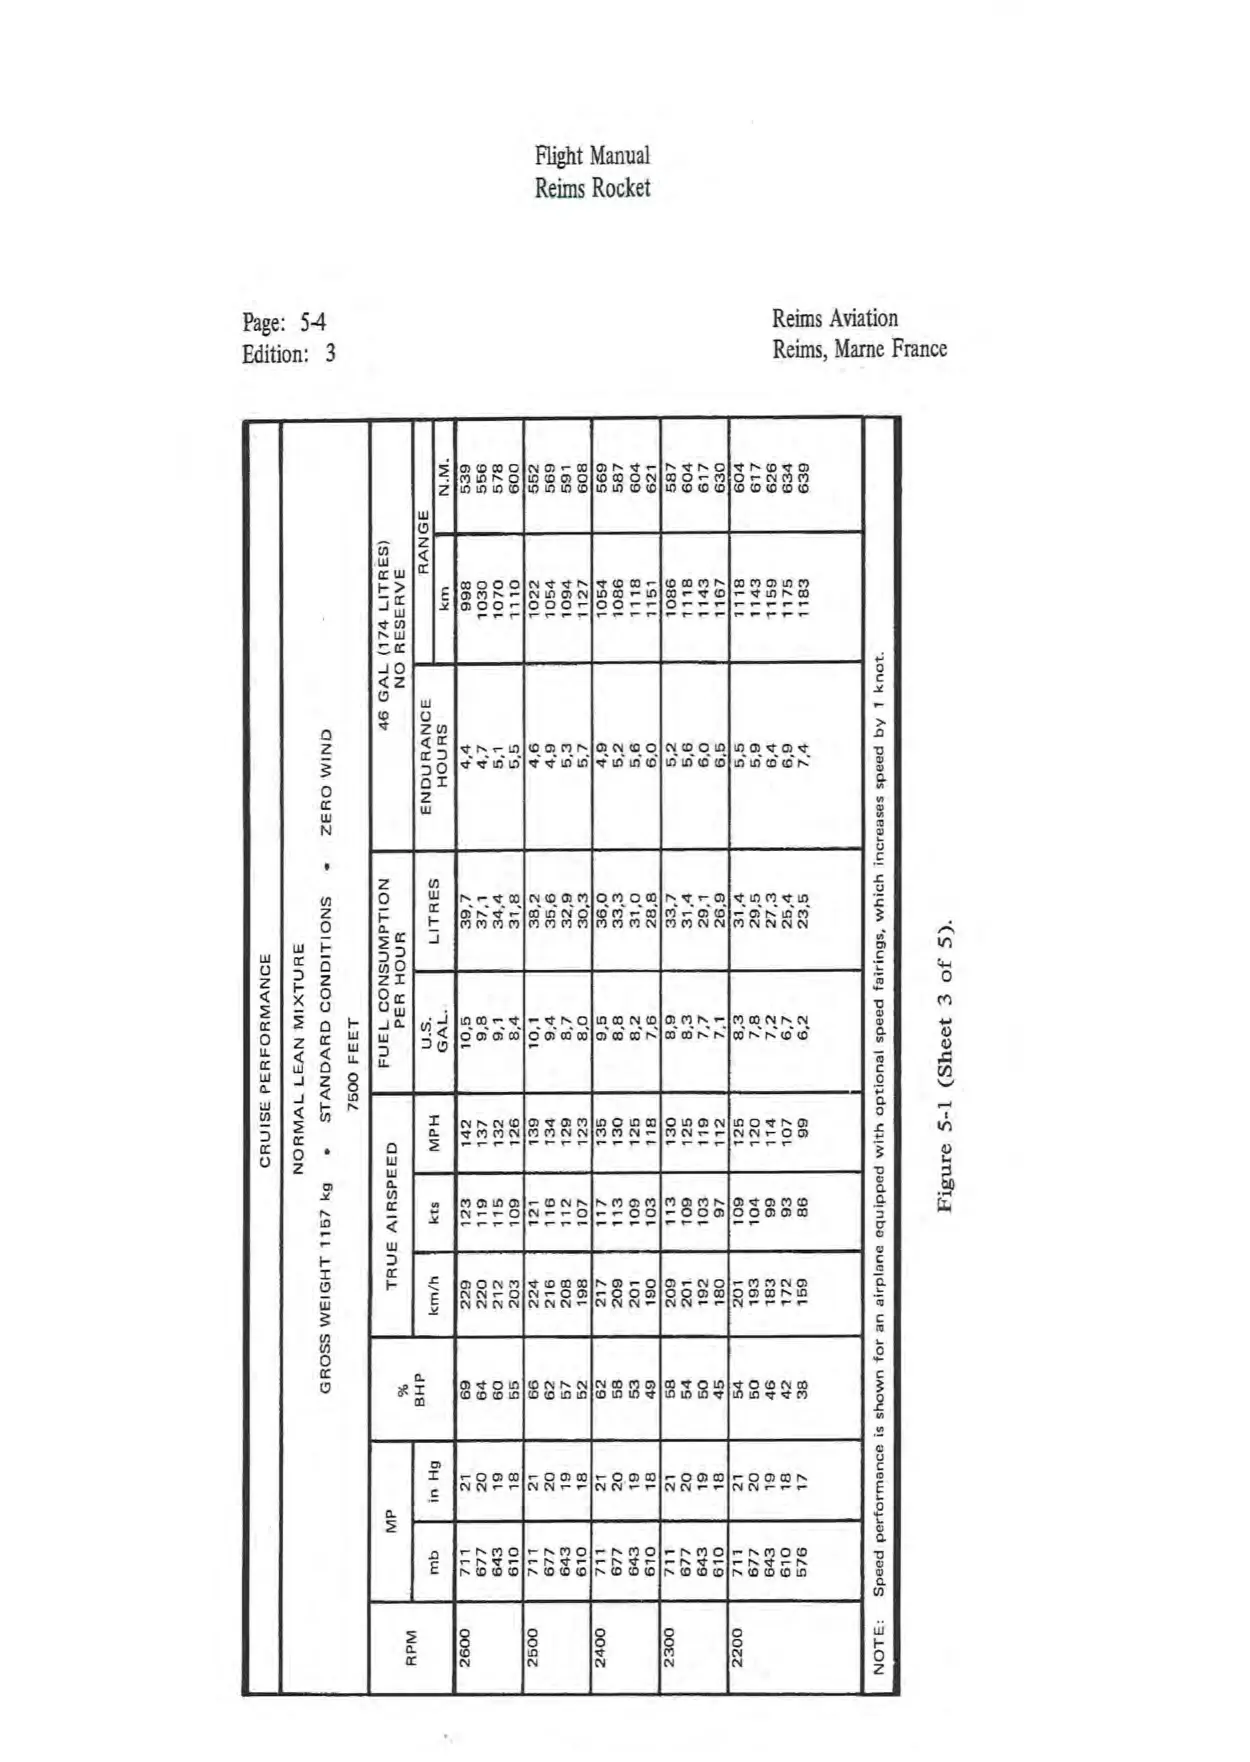 Flight Manual
Reims Rocket
Page: 5-4
Edition: 3
Reims Aviation
Reims, Marne France
CRUISE PERFORMANCE
NORMAL LEAN MIXTURE
GROSS WEIGHT 1157 kg • STANDARD CONDITIONS • ZERO WIND
7500 FEET
RPM MP % BHP TRUE AIRSPEED FUEL CONSUMPTION PER HOUR 46 GAL (174 LITRES) NO RESERVE
mb in Hg km/h kts MPH U.S. GAL. LITRES ENDURANCE HOURS RANGE
km N.M.
2600 711 21 69 229 123 142 10,5 39,7 4,4 998 539
677 20 64 220 119 137 9,8 37,1 4,7 1030 556
643 19 60 212 115 132 9,1 34,4 5,1 1070 578
610 18 55 203 109 126 8,4 31,8 5,5 1110 600
2500 711 21 66 224 121 139 10,1 38,2 4,6 1022 552
677 20 62 216 116 134 9,4 35,6 4,9 1054 569
643 19 57 208 112 129 8,7 32,9 5,3 1094 591
610 18 52 198 107 123 8,0 30,3 5,7 1127 608
2400 711 21 62 217 117 135 9,5 36,0 4,9 1054 569
677 20 58 209 113 130 8,8 33,3 5,2 1086 587
643 19 53 201 109 125 8,2 31,0 5,6 1118 604
610 18 49 190 103 118 7,6 28,8 6,0 1151 621
2300 711 21 58 209 113 130 8,9 33,7 5,2 1086 587
677 20 54 201 109 125 8,3 31,4 5,6 1118 604
643 19 50 192 103 119 7,7 29,1 6,0 1143 617
610 18 45 180 97 112 7,1 26,9 6,5 1167 630
2200 711 21 54 201 109 125 8,3 31,4 5,5 1118 604
677 20 50 193 104 120 7,8 29,5 5,9 1143 617
643 19 46 183 99 114 7,2 27,3 6,4 1159 626
610 18 42 172 93 107 6,7 25,4 6,9 1175 634
576 17 38 159 86 99 6,2 23,5 7,4 1183 639
NOTE: Speed performance is shown for an airplane equipped with optional speed fairings, which increases speed by 1 knot.
Figure 5-1 (Sheet 3 of 5).